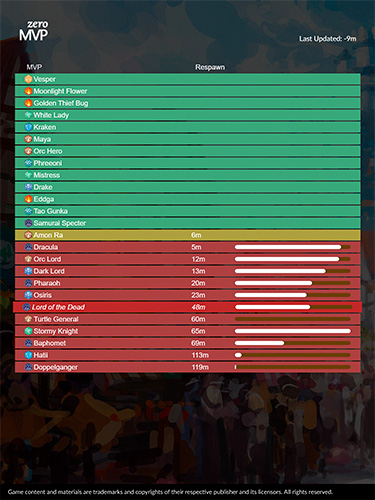 zero
MVP
Last Updated: -9m
MVP Respawn
Vesper
Moonlight Flower
Golden Thief Bug
White Lady
Kraken
Maya
Orc Hero
Phreeoni
Mistress
Drake
Eddga
Tao Gunka
Samurai Specter
Amon Ra 6m
Dracula 5m
Orc Lord 12m
Dark Lord 13m
Pharaoh 20m
Osiris 23m
Lord of the Dead 48m
Turtle General 60m
Stormy Knight 65m
Baphomet 69m
Hatii 113m
Doppelganger 119m
Game content and materials are trademarks and copyrights of their respective publisher and its licensors. All rights reserved.